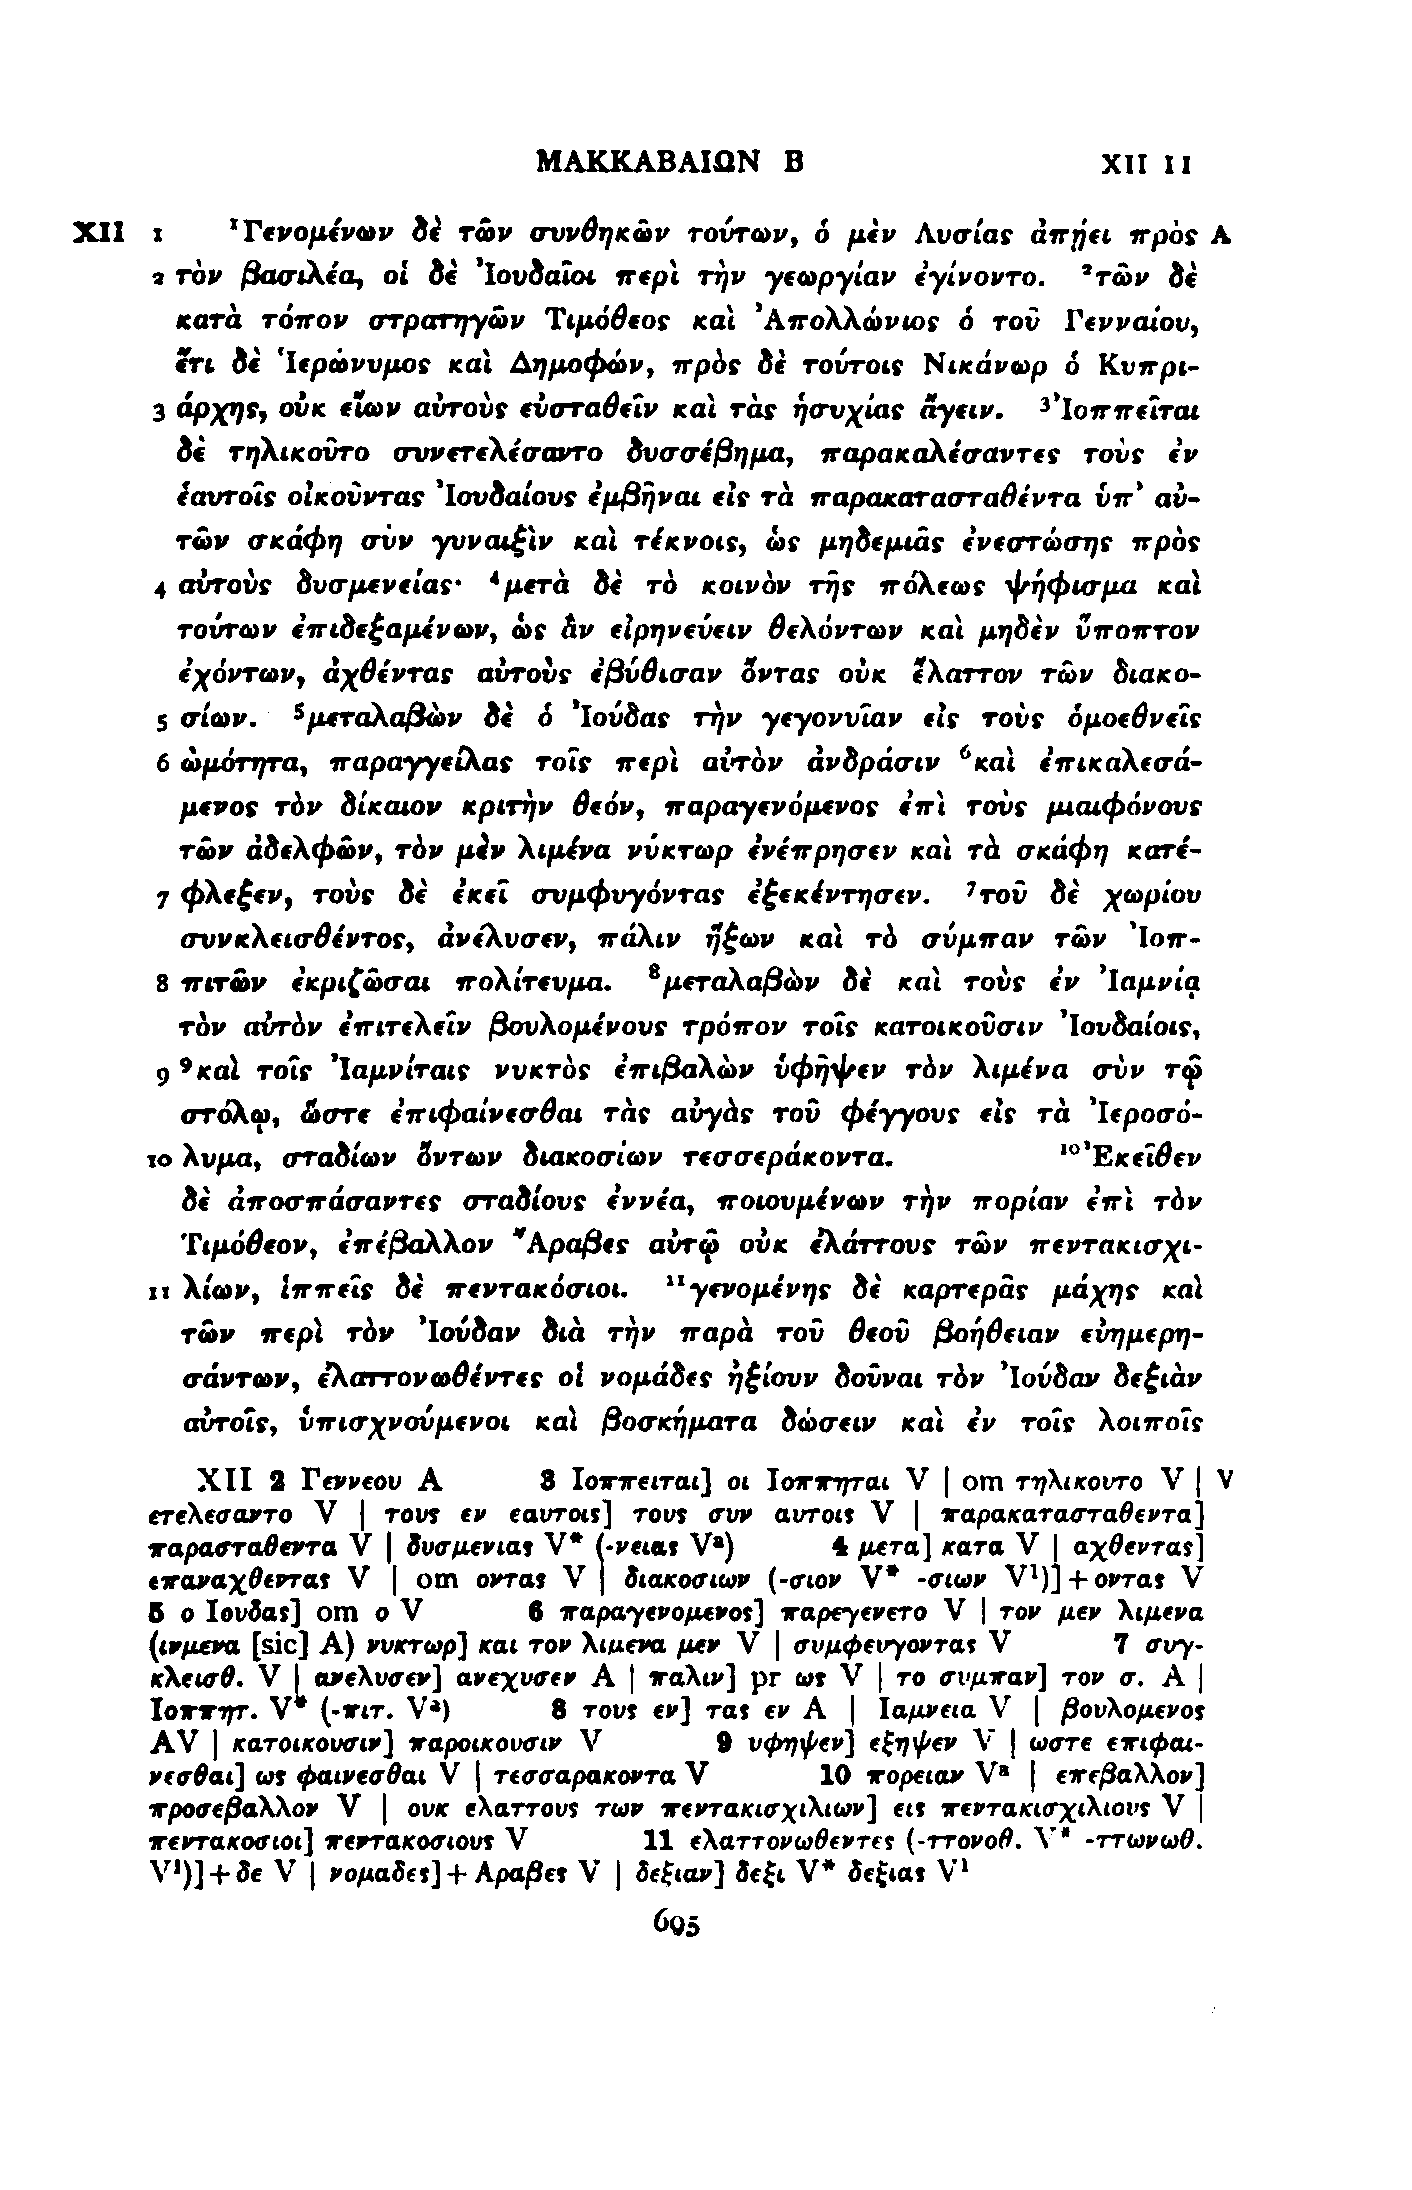 ΜΑΚΚΑΒΑΙΩΝ Β XII 11
XII 1 ¹Γενομένων δὲ τῶν συνθηκῶν τούτων, ὁ μὲν Λυσίας ἀπῄει πρὸς A
2 τὸν βασιλέα, οἱ δὲ Ἰουδαῖοι περὶ τὴν γεωργίαν ἐγίνοντο. ²τῶν δὲ
κατὰ τόπον στρατηγῶν Τιμόθεος καὶ Ἀπολλώνιος ὁ τοῦ Γενναίου,
ἔτι δὲ Ἱερώνυμος καὶ Δημοφών, πρὸς δὲ τούτοις Νικάνωρ ὁ Κυπρι-
3 άρχης, οὐκ εἴων αὐτοὺς εὐσταθεῖν καὶ τὰς ἡσυχίας ἄγειν. ³Ἰοππεῖται
δὲ τηλικοῦτο συνετελέσαντο δυσσέβημα, παρακαλέσαντες τοὺς ἐν
ἑαυτοῖς οἰκοῦντας Ἰουδαίους ἐμβῆναι εἰς τὰ παρακατασταθέντα ὑπ’ αὐ-
τῶν σκάφη σὺν γυναιξὶν καὶ τέκνοις, ὡς μηδεμιᾶς ἐνεστώσης πρὸς
4 αὐτοὺς δυσμενείας· ⁴μετὰ δὲ τὸ κοινὸν τῆς πόλεως ψήφισμα καὶ
τούτων ἐπιδεξαμένων, ὡς ἂν εἰρηνεύειν θελόντων καὶ μηδὲν ὕποπτον
ἐχόντων, ἀχθέντας αὐτοὺς ἐβύθισαν ὄντας οὐκ ἔλαττον τῶν διακο-
5 σίων. ⁵μεταλαβὼν δὲ ὁ Ἰούδας τὴν γεγονυῖαν εἰς τοὺς ὁμοεθνεῖς
6 ὠμότητα, παραγγείλας τοῖς περὶ αὐτὸν ἀνδράσιν ⁶καὶ ἐπικαλεσά-
μενος τὸν δίκαιον κριτὴν θεόν, παραγενόμενος ἐπὶ τοὺς μιαιφόνους
τῶν ἀδελφῶν, τὸν μὲν λιμένα νύκτωρ ἐνέπρησεν καὶ τὰ σκάφη κατέ-
7 φλεξεν, τοὺς δὲ ἐκεῖ συμφυγόντας ἐξεκέντησεν. ⁷τοῦ δὲ χωρίου
συνκλεισθέντος, ἀνέλυσεν, πάλιν ἥξων καὶ τὸ σύμπαν τῶν Ἰοπ-
8 πιτῶν ἐκριζῶσαι πολίτευμα. ⁸μεταλαβὼν δὲ καὶ τοὺς ἐν Ἰαμνίᾳ
τὸν αὐτὸν ἐπιτελεῖν βουλομένους τρόπον τοῖς κατοικοῦσιν Ἰουδαίοις,
9 ⁹καὶ τοῖς Ἰαμνίταις νυκτὸς ἐπιβαλὼν ὑφῆψεν τὸν λιμένα σὺν τῷ
στόλῳ, ὥστε ἐπιφαίνεσθαι τὰς αὐγὰς τοῦ φέγγους εἰς τὰ Ἱεροσό-
10 λυμα, σταδίων ὄντων διακοσίων τεσσεράκοντα. ¹⁰Ἐκεῖθεν
δὲ ἀποσπάσαντες σταδίους ἐννέα, ποιουμένων τὴν πορίαν ἐπὶ τὸν
Τιμόθεον, ἐπέβαλλον Ἄραβες αὐτῷ οὐκ ἐλάττους τῶν πεντακισχι-
11 λίων, ἱππεῖς δὲ πεντακόσιοι. ¹¹γενομένης δὲ καρτερᾶς μάχης καὶ
τῶν περὶ τὸν Ἰούδαν διὰ τὴν παρὰ τοῦ θεοῦ βοήθειαν εὐημερη-
σάντων, ἐλαττονωθέντες οἱ νομάδες ἠξίουν δοῦναι τὸν Ἰούδαν δεξιὰν
αὐτοῖς, ὑπισχνούμενοι καὶ βοσκήματα δώσειν καὶ ἐν τοῖς λοιποῖς
XII 2 Γεννεου A 3 Ιοππειται] οι Ιοππηται V | om τηλικουτο V | V
ετελεσαντο V | τους εν εαυτοις] τους συν αυτοις V | παρακατασταθεντα]
παρασταθεντα V | δυσμενιας V* (-νειας Vᵃ) 4 μετα] κατα V | αχθεντας]
επαναχθεντας V | om οντας V | διακοσιων (-σιον V* -σιων V¹)]+οντας V
5 ο Ιουδας] om ο V 6 παραγενομενος] παρεγενετο V | τον μεν λιμενα
(ινμενα [sic] A) νυκτωρ] και τον λιμενα μεν V | συμφευγοντας V 7 συγ-
κλεισθ. V | ανελυσεν] ανεχυσεν A | παλιν] pr ως V | το συμπαν] τον σ. A |
Ιοππητ. V* (-πιτ. Vᵃ) 8 τους εν] τας εν A | Ιαμνεια V | βουλομενος
AV | κατοικουσιν] παροικουσιν V 9 υφηψεν] εξηψεν V | ωστε επιφαι-
νεσθαι] ως φαινεσθαι V | τεσσαρακοντα V 10 πορειαν Vᵃ | επεβαλλον]
προσεβαλλον V | ουκ ελαττους των πεντακισχιλιων] εις πεντακισχιλιους V |
πεντακοσιοι] πεντακοσιους V 11 ελαττονωθεντες (-ττονοθ. V* -ττωνωθ.
V¹)]+δε V | νομαδες]+Αραβες V | δεξιαν] δεξι V* δεξιας V¹
695